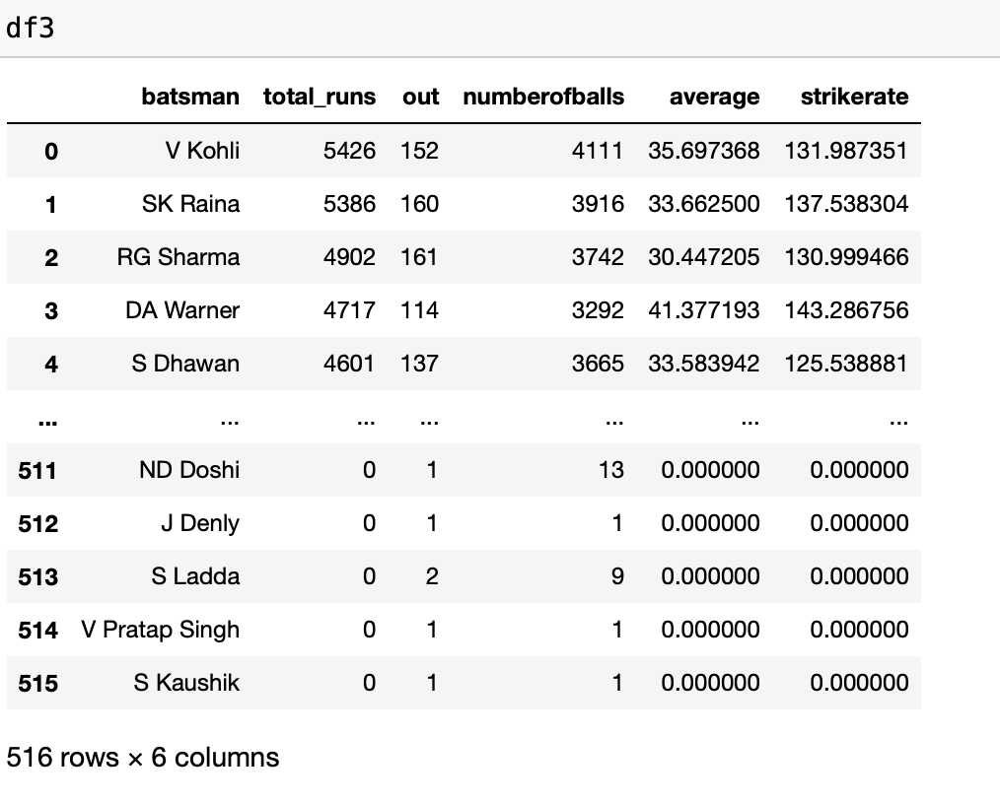 df3
batsman total_runs out numberofballs average strikerate
0 V Kohli 5426 152 4111 35.697368 131.987351
1 SK Raina 5386 160 3916 33.662500 137.538304
2 RG Sharma 4902 161 3742 30.447205 130.999466
3 DA Warner 4717 114 3292 41.377193 143.286756
4 S Dhawan 4601 137 3665 33.583942 125.538881
... ... ... ... ... ... ...
511 ND Doshi 0 1 13 0.000000 0.000000
512 J Denly 0 1 1 0.000000 0.000000
513 S Ladda 0 2 9 0.000000 0.000000
514 V Pratap Singh 0 1 1 0.000000 0.000000
515 S Kaushik 0 1 1 0.000000 0.000000
516 rows × 6 columns